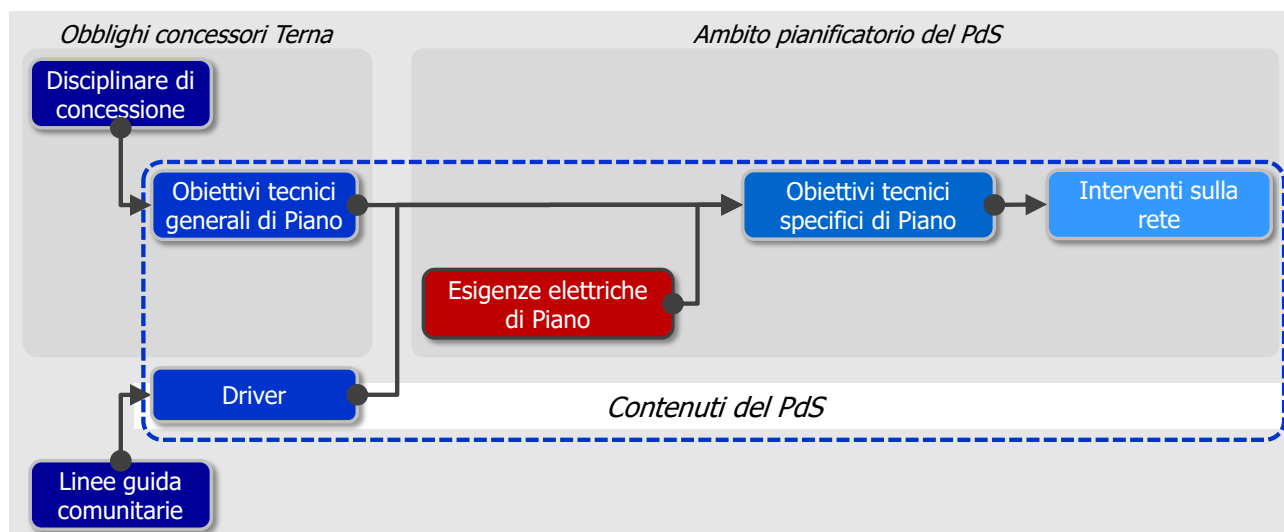 Obblighi concessori Terna
Ambito pianificatorio del PdS
Disciplinare di
concessione
Obiettivi tecnici
generali di Piano
Obiettivi tecnici
specifici di Piano
Interventi sulla
rete
Esigenze elettriche
di Piano
Driver
Contenuti del PdS
Linee guida
comunitarie